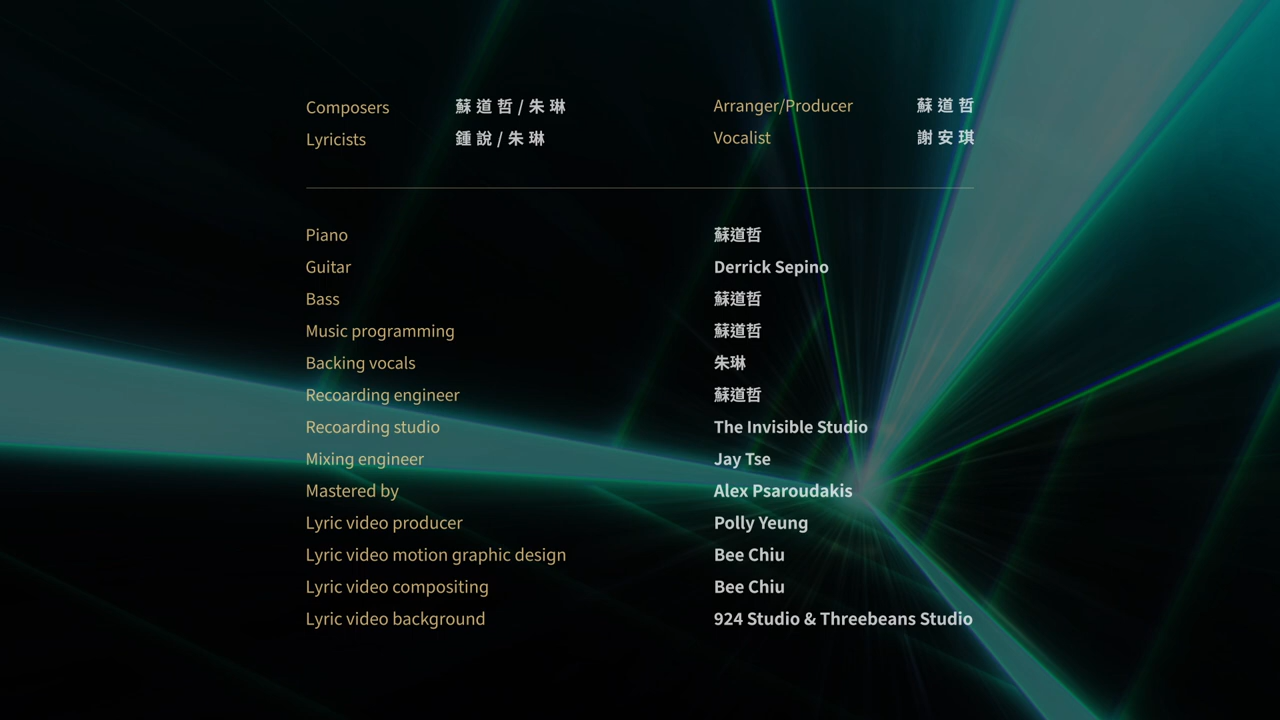 Composers 蘇道哲/朱琳 Arranger/Producer 蘇道哲
Lyricists 鍾說/朱琳 Vocalist 謝安琪
Piano 蘇道哲
Guitar Derrick Sepino
Bass 蘇道哲
Music programming 蘇道哲
Backing vocals 朱琳
Recoarding engineer 蘇道哲
Recoarding studio The Invisible Studio
Mixing engineer Jay Tse
Mastered by Alex Psaroudakis
Lyric video producer Polly Yeung
Lyric video motion graphic design Bee Chiu
Lyric video compositing Bee Chiu
Lyric video background 924 Studio & Threebeans Studio